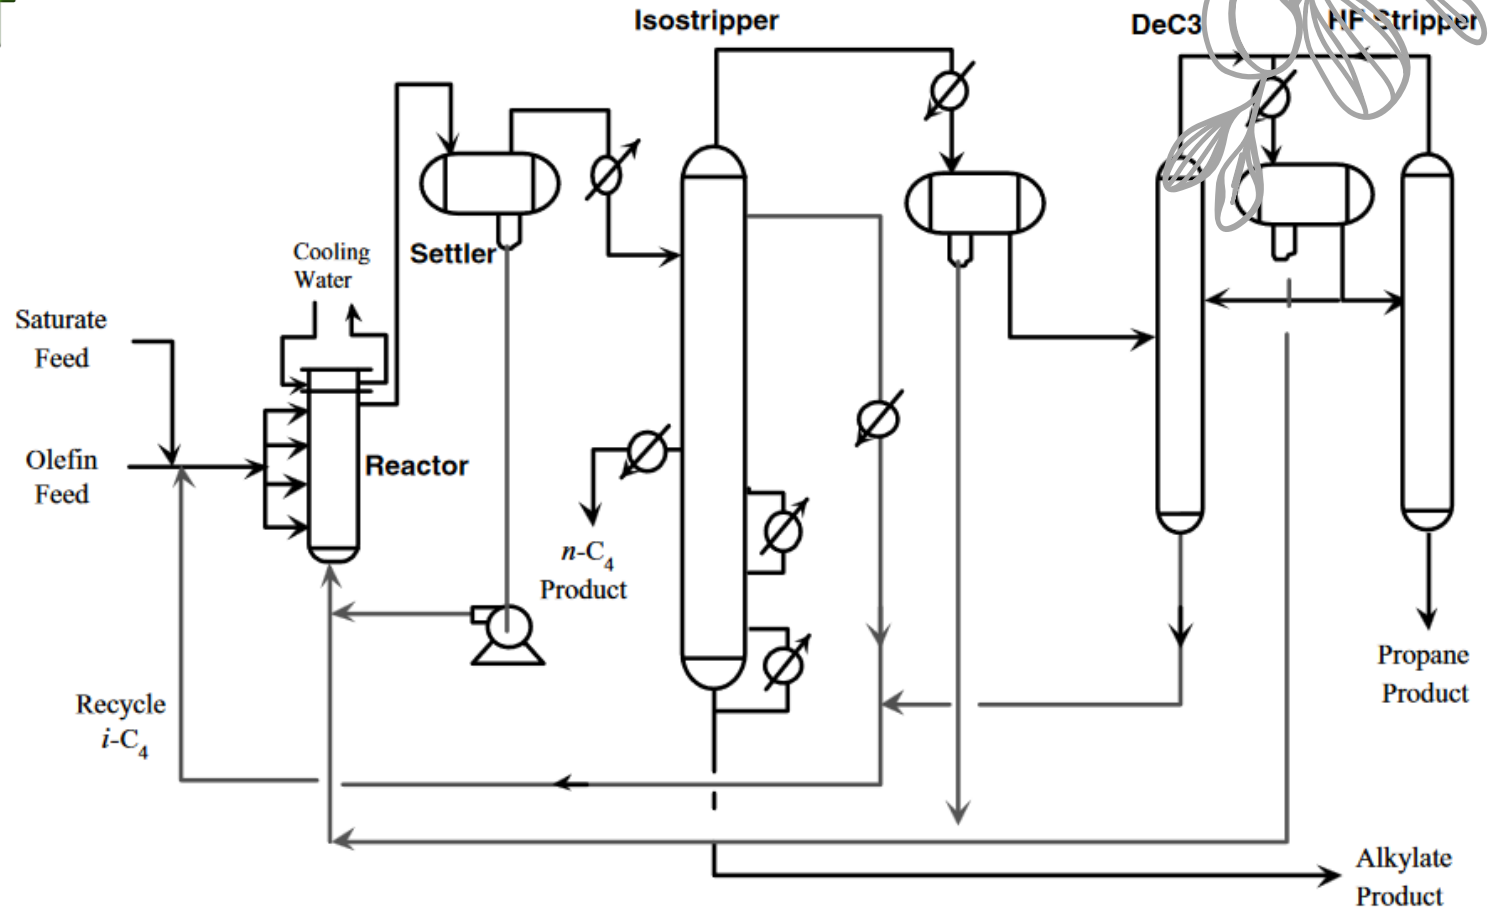 Isostripper
DeC3
HF Stripper
Settler
Cooling
Water
Saturate
Feed
Olefin
Feed
Reactor
n-C4
Product
Recycle
i-C4
Propane
Product
Alkylate
Product